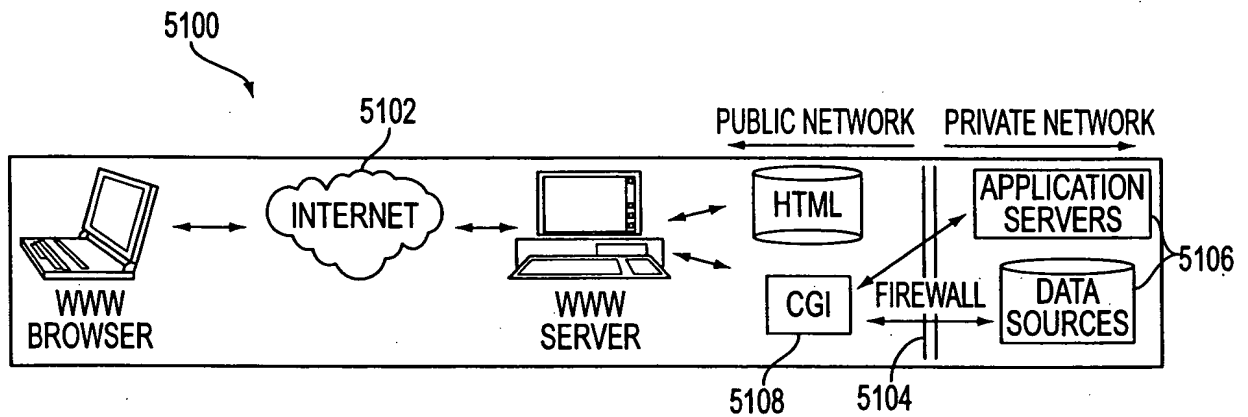 5100
5102
PUBLIC NETWORK
PRIVATE NETWORK
INTERNET
HTML
APPLICATION
SERVERS
5106
WWW
BROWSER
WWW
SERVER
CGI
FIREWALL
DATA
SOURCES
5108
5104